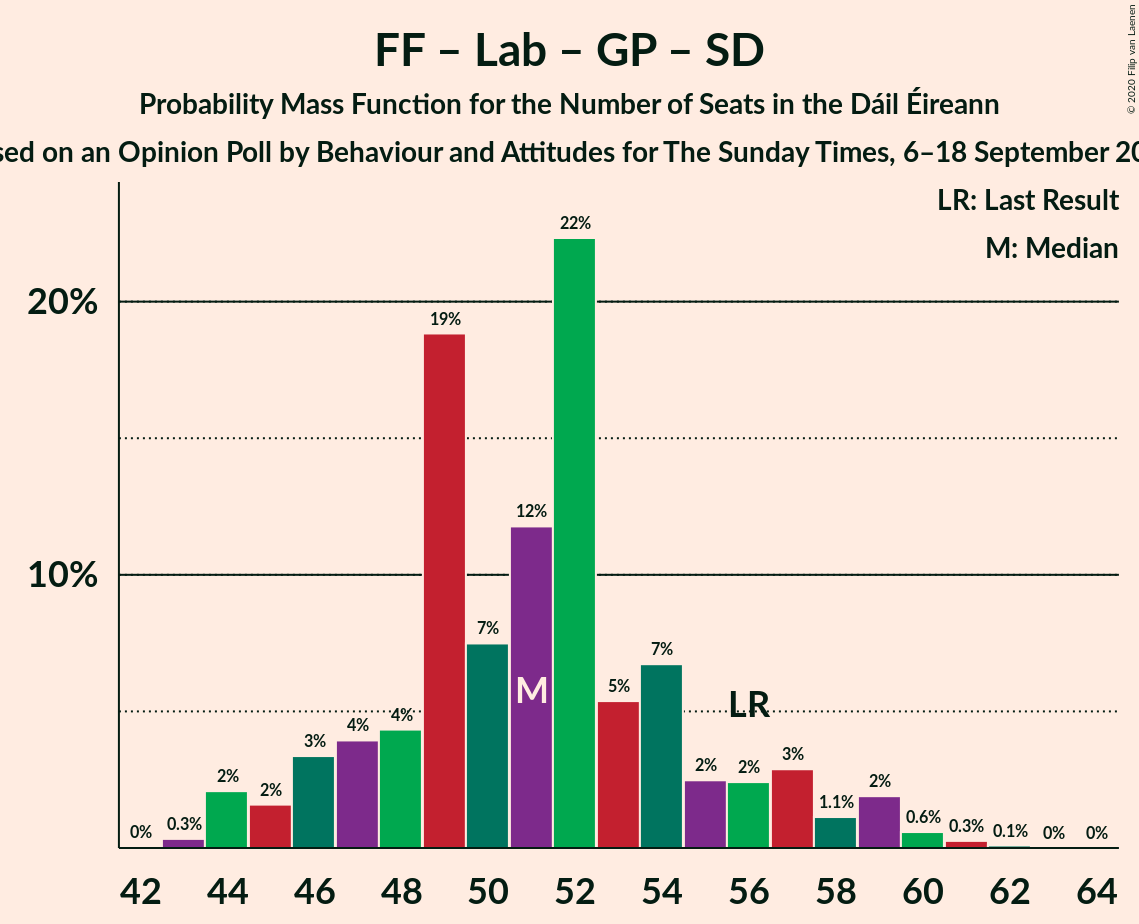 FF – Lab – GP – SD
Probability Mass Function for the Number of Seats in the Dáil Éireann
on an Opinion Poll by Behaviour and Attitudes for The Sunday Times, 6–18 September
© 2020 Filip van Laenen
LR: Last Result
M: Median
20%
10%
0%
0.3%
2%
2%
3%
4%
4%
19%
7%
12%
22%
5%
7%
2%
2%
3%
1.1%
2%
0.6%
0.3%
0.1%
0%
0%
M
LR
42 44 46 48 50 52 54 56 58 60 62 64